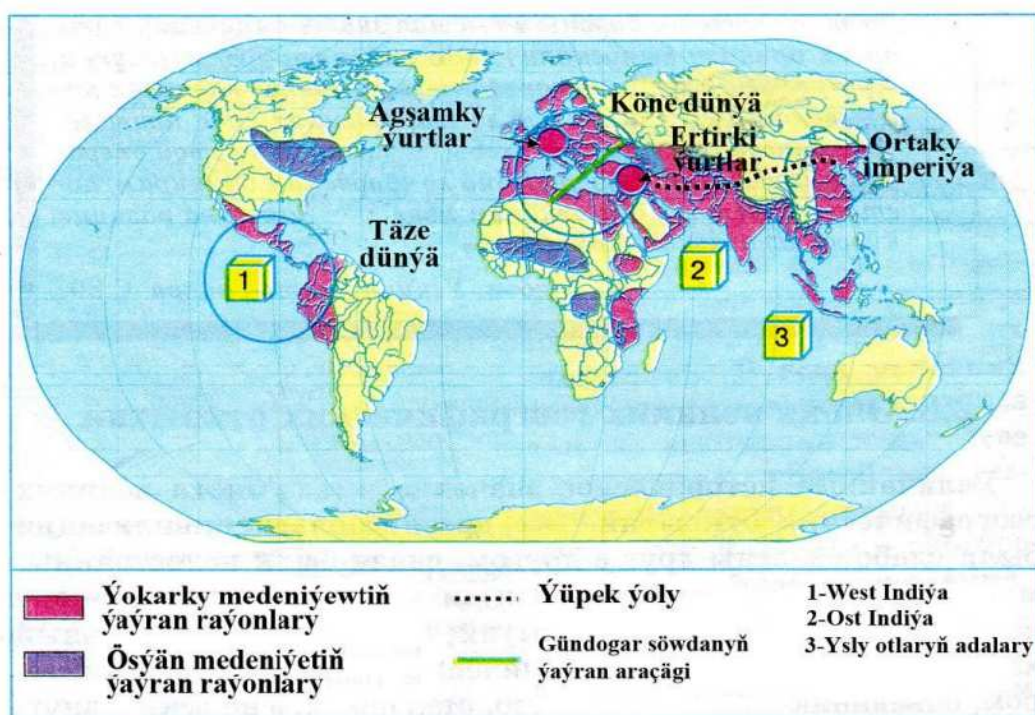 Agşamky
ýurtlar
Köne dünýä
Ertirki
ýurtlar
Ortaky
imperiýa
Täze
dünýä
1
2
3
Ýokarky medeniýewtiň
ýaýran raýonlary
Ösýän medeniýetiň
ýaýran raýonlary
Ýüpek ýoly
Gündogar söwdanyň
ýaýran araçägi
1-West Indiýa
2-Ost Indiýa
3-Ysly otlaryň adalary